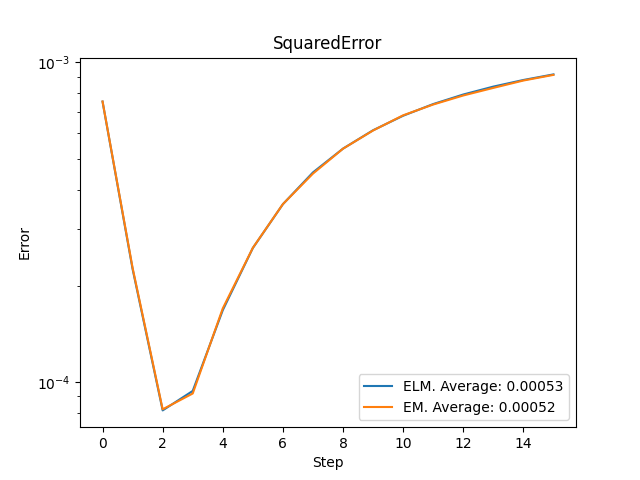 SquaredError
10⁻³
10⁻⁴
Error
0 2 4 6 8 10 12 14
Step
ELM. Average: 0.00053
EM. Average: 0.00052